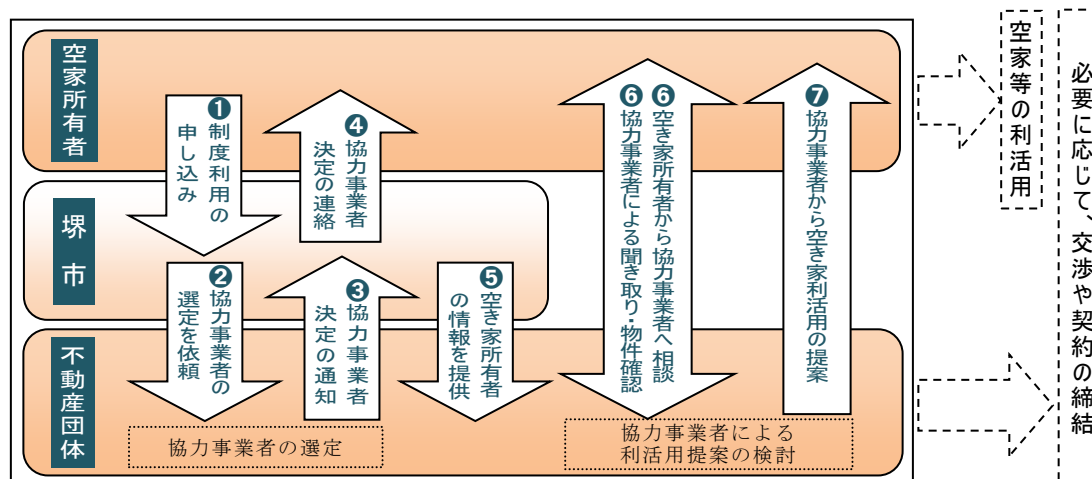 空家所有者
❶制度利用の
申し込み
❹協力事業者
決定の連絡
❻空き家所有者から協力事業者へ相談
❻協力事業者による聞き取り・物件確認
❼協力事業者から空き家利活用の提案
堺市
❷協力事業者の
選定を依頼
❸協力事業者
決定の通知
❺空き家所有者
の情報を提供
不動産団体
協力事業者の選定
協力事業者による
利活用提案の検討
空家等の利活用
必要に応じて、交渉や契約の締結